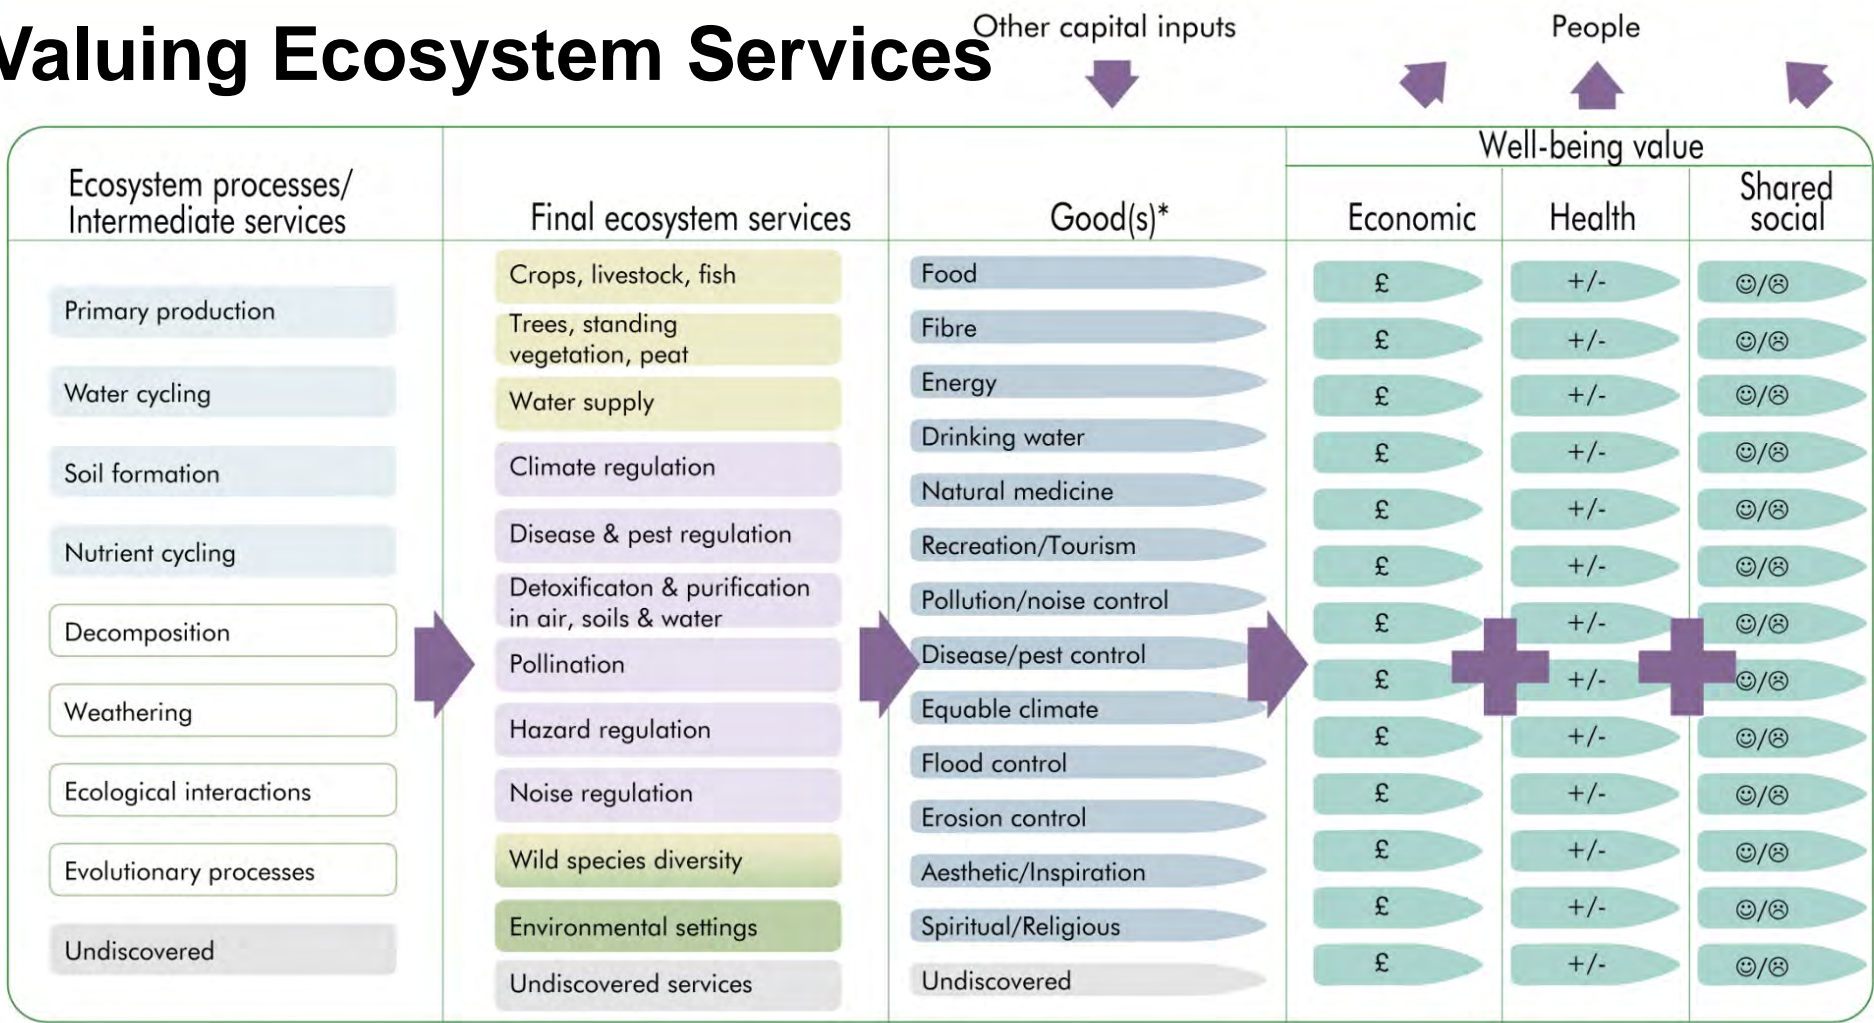 Valuing Ecosystem Services
Other capital inputs
People
Well-being value
Ecosystem processes/
Intermediate services
Final ecosystem services
Good(s)*
Economic
Health
Shared
social
Primary production
Water cycling
Soil formation
Nutrient cycling
Decomposition
Weathering
Ecological interactions
Evolutionary processes
Undiscovered
Crops, livestock, fish
Trees, standing
vegetation, peat
Water supply
Climate regulation
Disease & pest regulation
Detoxificaton & purification
in air, soils & water
Pollination
Hazard regulation
Noise regulation
Wild species diversity
Environmental settings
Undiscovered services
Food
Fibre
Energy
Drinking water
Natural medicine
Recreation/Tourism
Pollution/noise control
Disease/pest control
Equable climate
Flood control
Erosion control
Aesthetic/Inspiration
Spiritual/Religious
Undiscovered
£ +/- ☺/☹
£ +/- ☺/☹
£ +/- ☺/☹
£ +/- ☺/☹
£ +/- ☺/☹
£ +/- ☺/☹
£ +/- ☺/☹
£ +/- ☺/☹
£ +/- ☺/☹
£ +/- ☺/☹
£ +/- ☺/☹
£ +/- ☺/☹
£ +/- ☺/☹